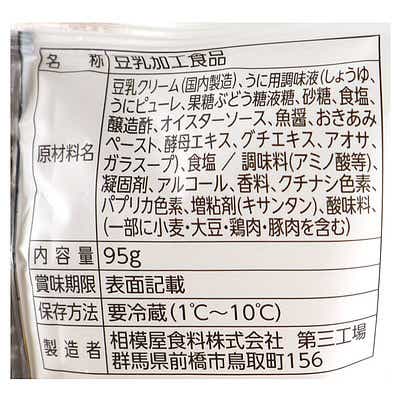 名 称 豆乳加工食品
原材料名
豆乳クリーム(国内製造)、うに用調味液(しょうゆ、
うにピューレ、果糖ぶどう糖液糖、砂糖、食塩、
醸造酢、オイスターソース、魚醤、おきあみ
ペースト、酵母エキス、グチエキス、アオサ、
ガラスープ)、食塩／調味料(アミノ酸等)、
凝固剤、アルコール、香料、クチナシ色素、
パプリカ色素、増粘剤(キサンタン)、酸味料、
(一部に小麦・大豆・鶏肉・豚肉を含む)
内 容 量 95g
賞味期限 表面記載
保存方法 要冷蔵(1℃～10℃)
製 造 者 相模屋食料株式会社 第三工場
群馬県前橋市鳥取町156